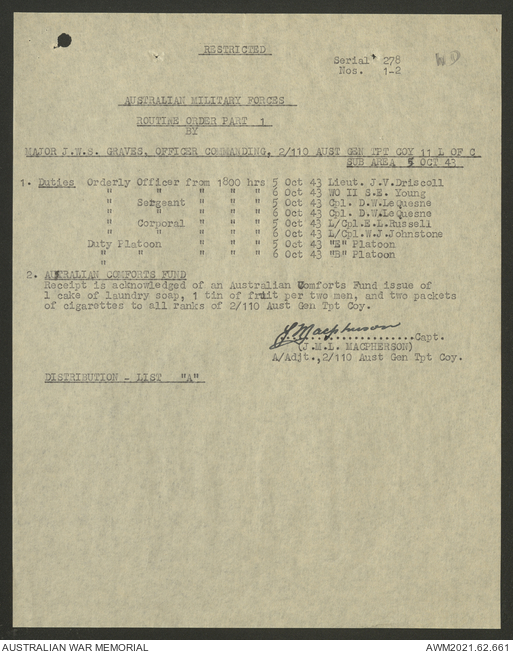 RESTRICTED
Serial 278
Nos. 1-2
WD
AUSTRALIAN MILITARY FORCES
ROUTINE ORDER PART 1
BY
MAJOR J.W.S. GRAVES, OFFICER COMMANDING, 2/110 AUST GEN TPT COY 11 L OF C
SUB AREA 5 OCT 43
1. Duties Orderly Officer from 1800 hrs 5 Oct 43 Lieut. J.V.Driscoll
" " " " " 6 Oct 43 WO II S.E. Young
" Sergeant " " " 5 Oct 43 Cpl. D.W.LeQuesne
" " " " " 6 Oct 43 Cpl. D.W.LeQuesne
" Corporal " " " 5 Oct 43 L/Cpl.E.L.Russell
" " " " " 6 Oct 43 L/Cpl.W.J.Johnstone
Duty Platoon " " " 5 Oct 43 "E" Platoon
" " " " " 6 Oct 43 "B" Platoon
"
2. AUSTRALIAN COMFORTS FUND
Receipt is acknowledged of an Australian Comforts Fund issue of
1 cake of laundry soap, 1 tin of fruit per two men, and two packets
of cigarettes to all ranks of 2/110 Aust Gen Tpt Coy.
J. Macpherson
....................Capt.
(J.M.L. MACPHERSON)
A/Adjt.,2/110 Aust Gen Tpt Coy.
DISTRIBUTION - LIST "A"
AUSTRALIAN WAR MEMORIAL
AWM2021.62.661